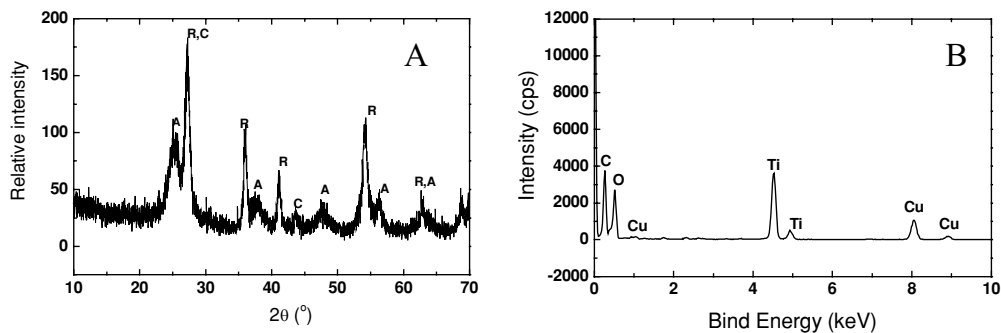 A
Relative intensity
200
150
100
50
0
R,C
A
R
A
R
C
A
R
A
R,A
10 20 30 40 50 60 70
2θ (°)
B
Intensity (cps)
12000
10000
8000
6000
4000
2000
0
-2000
C
O
Cu
Ti
Ti
Cu
Cu
0 2 4 6 8 10
Bind Energy (keV)